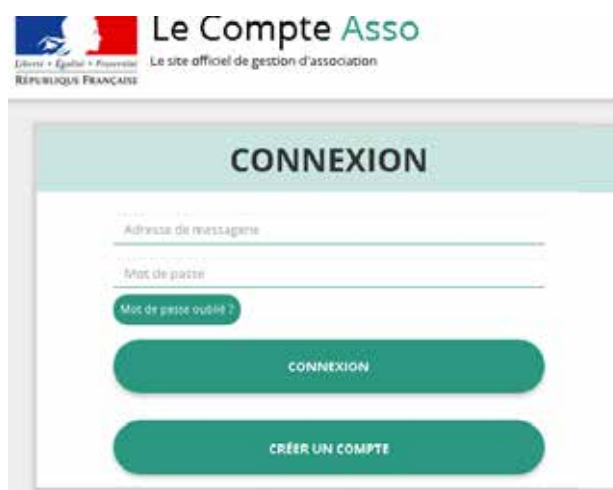 Le Compte Asso
Le site officiel de gestion d'association
Liberté • Égalité • Fraternité
RÉPUBLIQUE FRANÇAISE
CONNEXION
Adresse de messagerie
Mot de passe
Mot de passe oublié ?
CONNEXION
CRÉER UN COMPTE